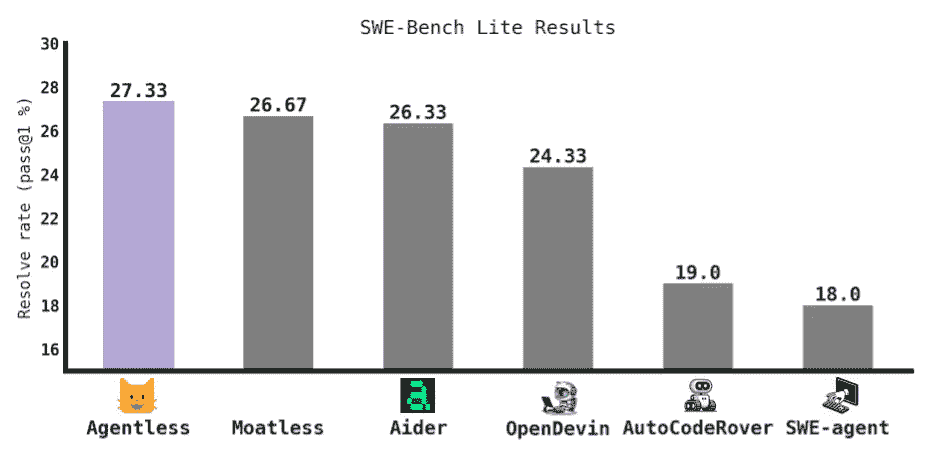 SWE-Bench Lite Results
Resolve rate (pass@1 %)
30
28
26
24
22
20
18
16
27.33
26.67
26.33
24.33
19.0
18.0
a
Agentless
Moatless
Aider
OpenDevin
AutoCodeRover
SWE-agent